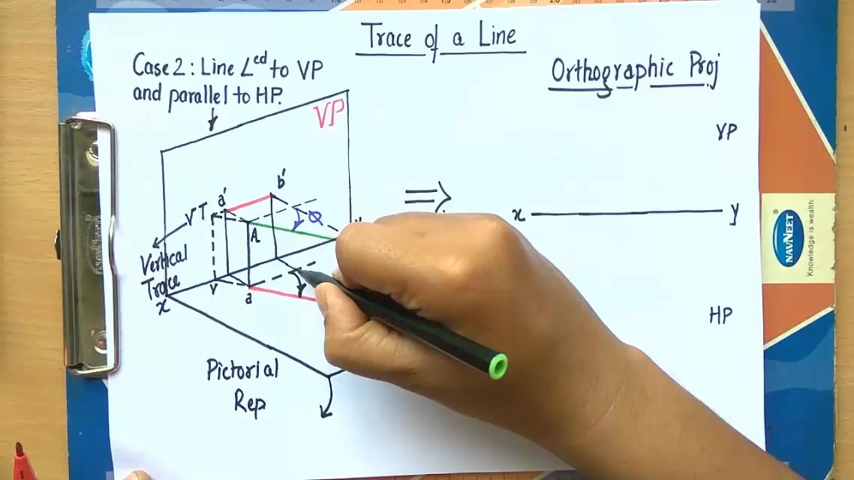 Trace of a Line
Case 2: Line ∠ed to VP
and parallel to HP.
VP
Orthographic Proj
VP
a'
b'
VT
Ø
A
x
y
Vertical
Trace
v
a
x
HP
Pictorial
Rep
NAVNEET
Knowledge is wealth